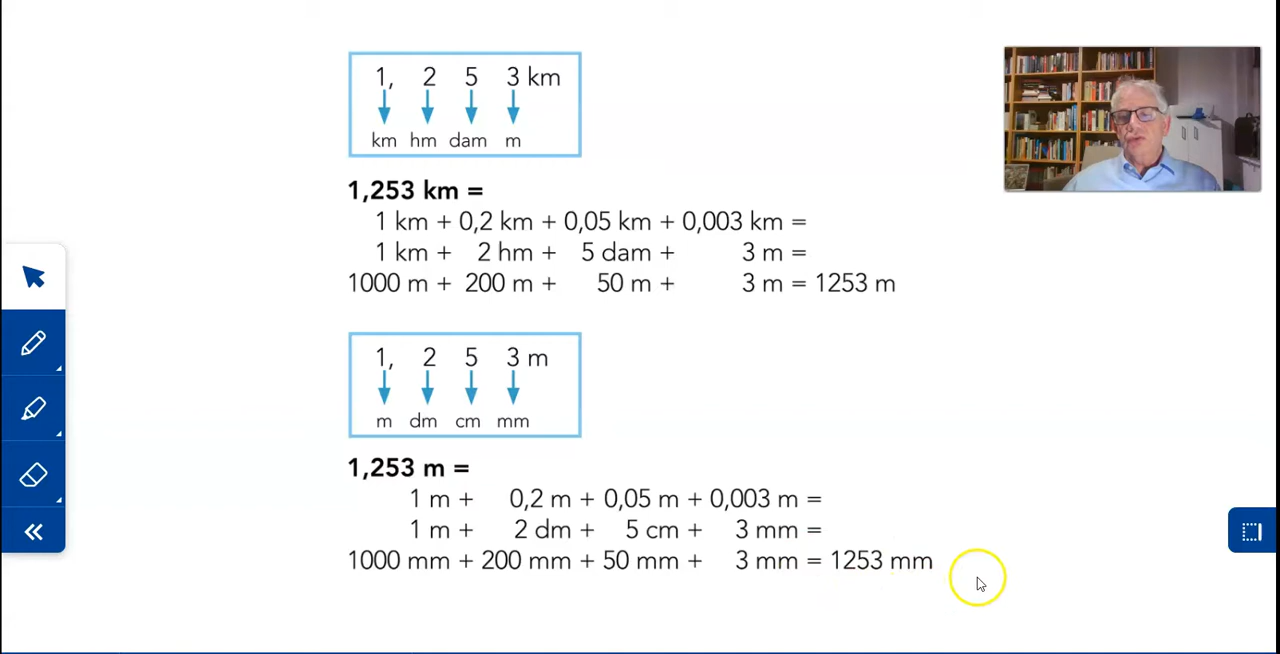 1, 2 5 3 km
km hm dam m
1,253 km =
1 km + 0,2 km + 0,05 km + 0,003 km =
1 km + 2 hm + 5 dam + 3 m =
1000 m + 200 m + 50 m + 3 m = 1253 m
1, 2 5 3 m
m dm cm mm
1,253 m =
1 m + 0,2 m + 0,05 m + 0,003 m =
1 m + 2 dm + 5 cm + 3 mm =
1000 mm + 200 mm + 50 mm + 3 mm = 1253 mm